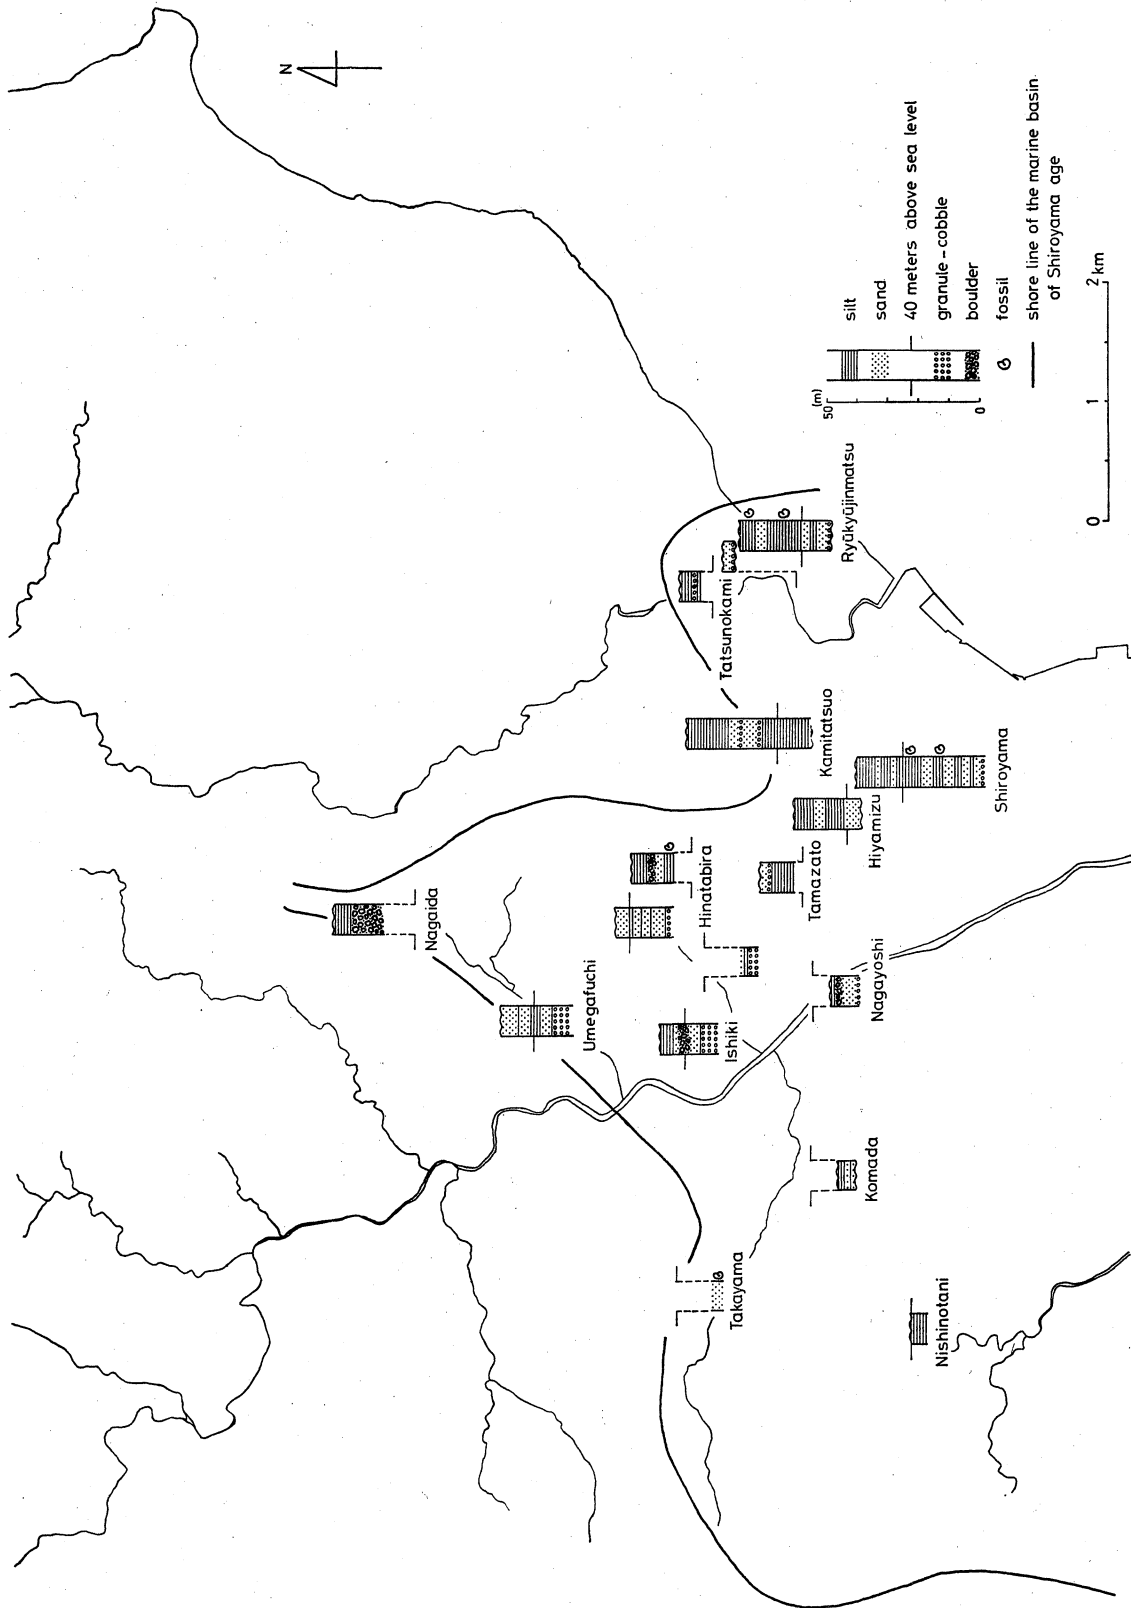 N
Nagaida
Umegafuchi
Hinatabira
Ishiki
Tamazato
Hiyamizu
Nagayoshi
Komada
Takayama
Nishinotani
Kamitatsuo
Shiroyama
Tatsunokami
Ryūkyūjinmatsu
(m)
50
0
silt
sand
40 meters above sea level
granule - cobble
boulder
fossil
shore line of the marine basin
of Shiroyama age
0 1 2 km